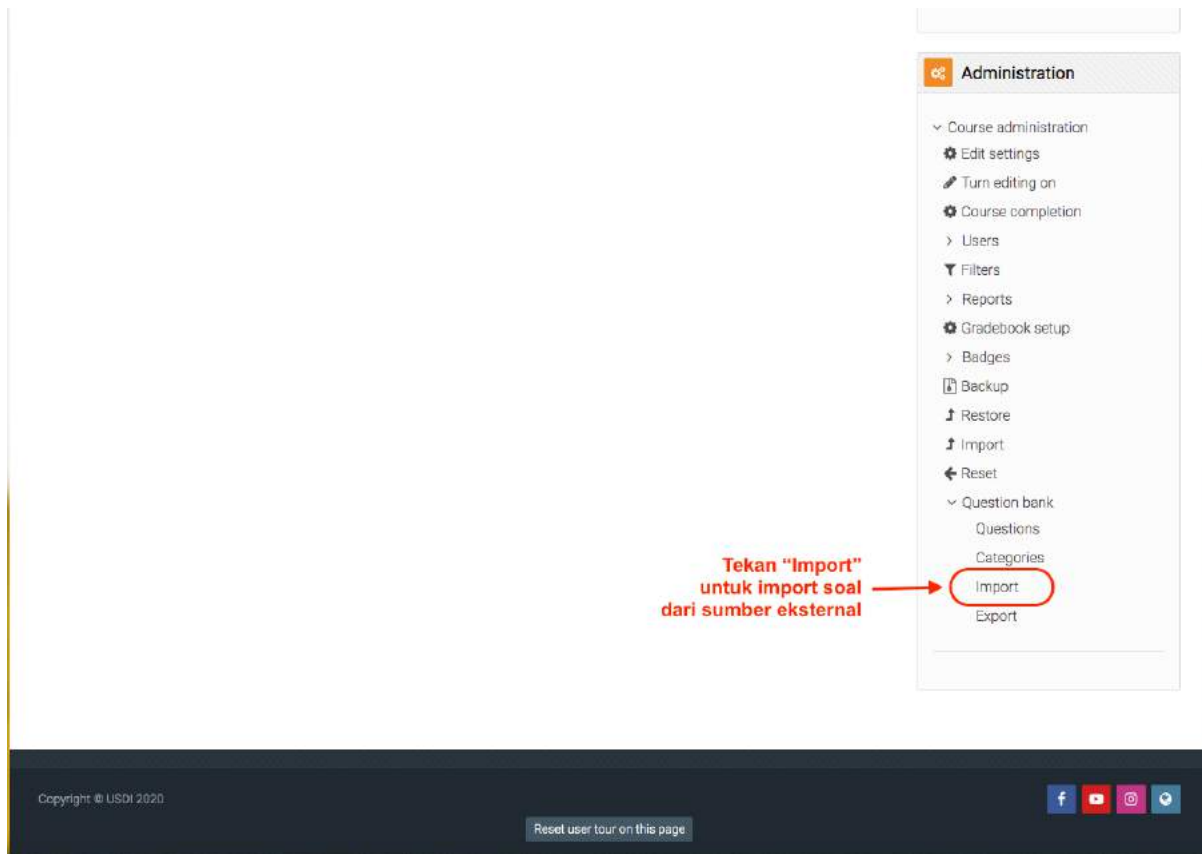 Administration
Course administration
Edit settings
Turn editing on
Course completion
Users
Filters
Reports
Gradebook setup
Badges
Backup
Restore
Import
Reset
Question bank
Questions
Categories
Tekan “Import”
untuk import soal
dari sumber eksternal
Import
Export
Copyright © USDI 2020
Reset user tour on this page